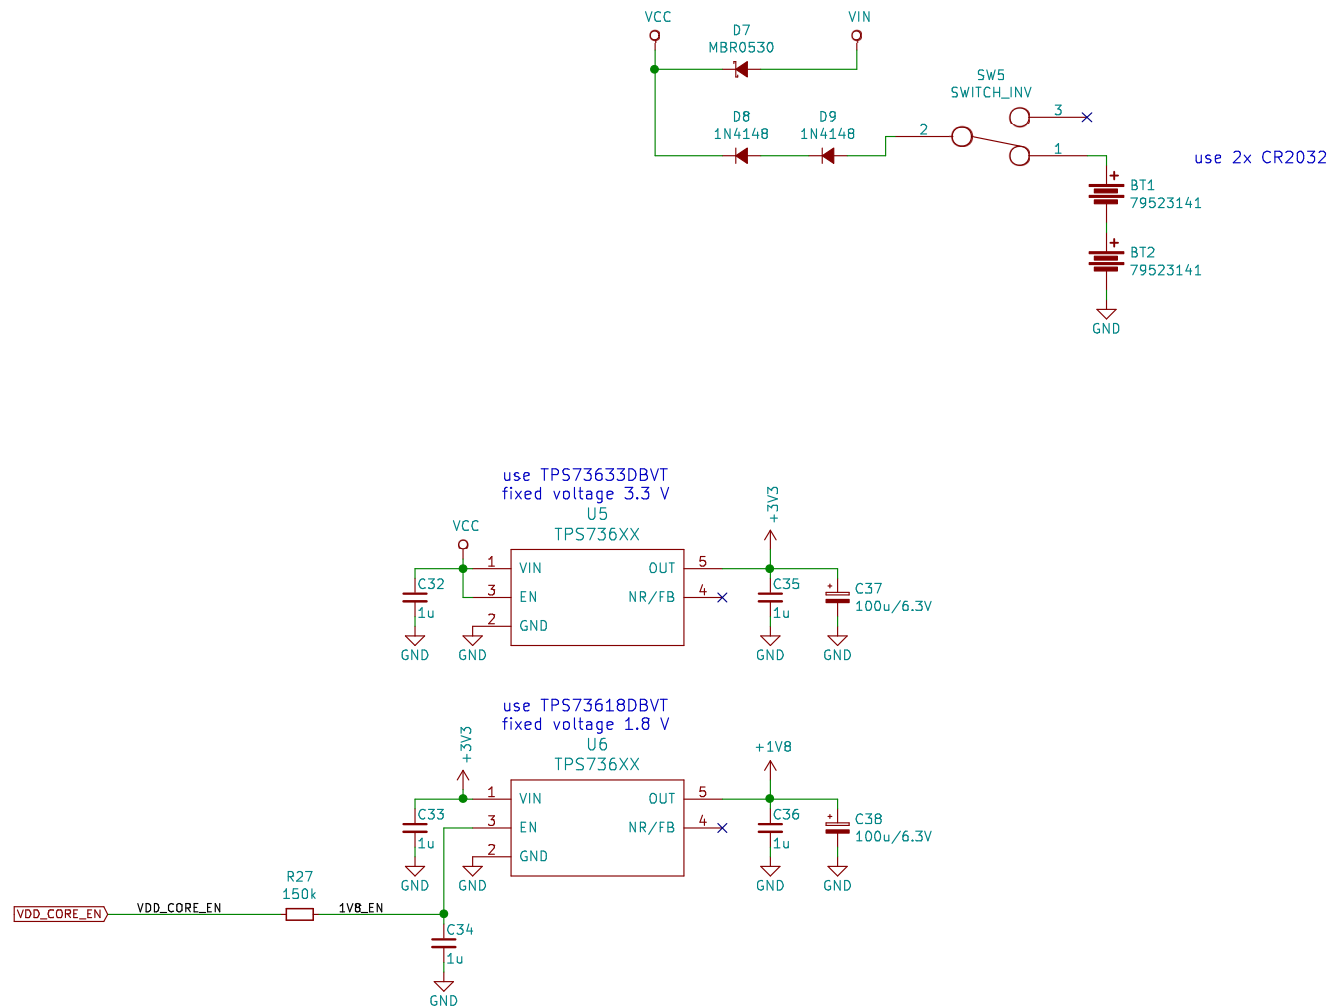 VCC
VIN
D7
MBR0530
SW5
SWITCH_INV
3
D8
1N4148
D9
1N4148
2
1
use 2x CR2032
+
BT1
79523141
+
BT2
79523141
GND
use TPS73633DBVT
fixed voltage 3.3 V
U5
TPS736XX
VCC
+3V3
1
VIN
OUT
5
C32
1u
3
EN
NR/FB
4
2
GND
C35
1u
+
C37
100u/6.3V
GND
GND
GND
GND
use TPS73618DBVT
fixed voltage 1.8 V
U6
TPS736XX
+3V3
+1V8
1
VIN
OUT
5
C33
1u
3
EN
NR/FB
4
2
GND
C36
1u
+
C38
100u/6.3V
GND
GND
GND
GND
R27
150k
VDD_CORE_EN
VDD_CORE_EN
1V8_EN
C34
1u
GND